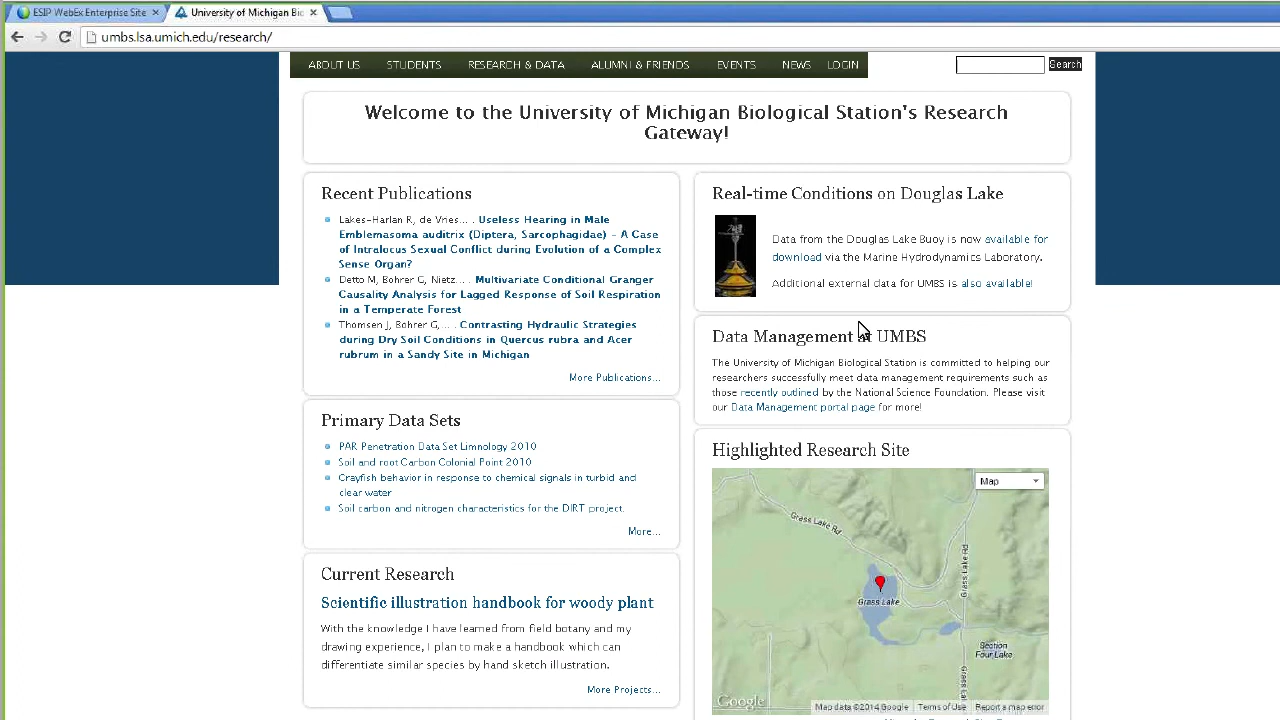 ESIP WebEx Enterprise Site
University of Michigan Bio
umbs.lsa.umich.edu/research/
ABOUT US STUDENTS RESEARCH & DATA ALUMNI & FRIENDS EVENTS NEWS LOGIN
Search
Welcome to the University of Michigan Biological Station's Research
Gateway!
Recent Publications
Lakes-Harlan R, de Vries... . Useless Hearing in Male
Emblemasoma auditrix (Diptera, Sarcophagidae) - A Case
of Intralocus Sexual Conflict during Evolution of a Complex
Sense Organ?
Detto M, Bohrer G, Nietz... . Multivariate Conditional Granger
Causality Analysis for Lagged Response of Soil Respiration
in a Temperate Forest
Thomsen J, Bohrer G,... . Contrasting Hydraulic Strategies
during Dry Soil Conditions in Quercus rubra and Acer
rubrum in a Sandy Site in Michigan
More Publications...
Primary Data Sets
PAR Penetration Data Set Limnology 2010
Soil and root Carbon Colonial Point 2010
Crayfish behavior in response to chemical signals in turbid and
clear water
Soil carbon and nitrogen characteristics for the DIRT project.
More...
Current Research
Scientific illustration handbook for woody plant
With the knowledge I have learned from field botany and my
drawing experience, I plan to make a handbook which can
differentiate similar species by hand sketch illustration.
More Projects...
Real-time Conditions on Douglas Lake
Data from the Douglas Lake Buoy is now available for
download via the Marine Hydrodynamics Laboratory.
Additional external data for UMBS is also available!
Data Management at UMBS
The University of Michigan Biological Station is committed to helping our
researchers successfully meet data management requirements such as
those recently outlined by the National Science Foundation. Please visit
our Data Management portal page for more!
Highlighted Research Site
Map
Grass Lake Rd
Grass Lake Rd
Grass Lake
Section
Four Lake
Grass La
Google
Map data ©2014 Google Terms of Use Report a map error